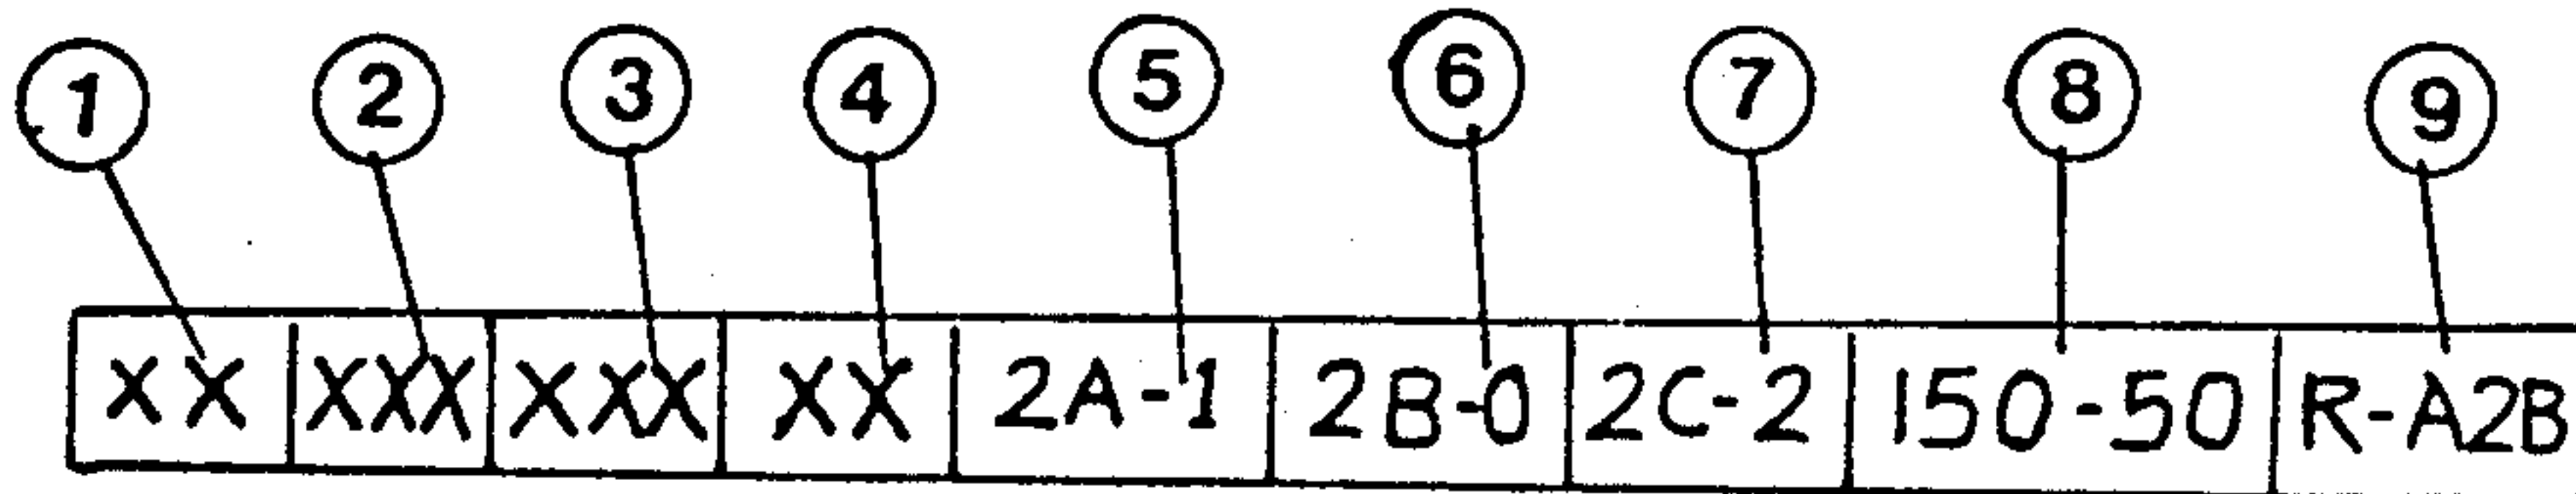 1 2 3 4 5 6 7 8 9
XX XXX XXX XX 2A-1 2B-0 2C-2 150-50 R-A2B